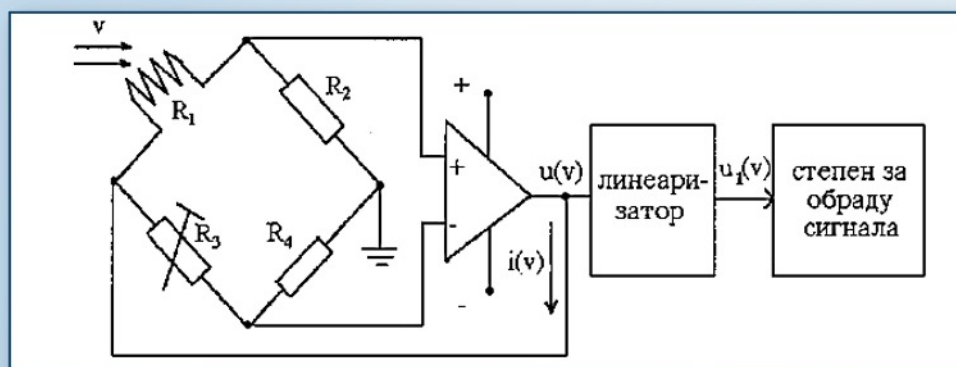 v
R₁
R₂
R₃
R₄
+
+
-
-
u(v)
i(v)
линеари-
затор
u₁(v)
степен за
обраду
сигнала